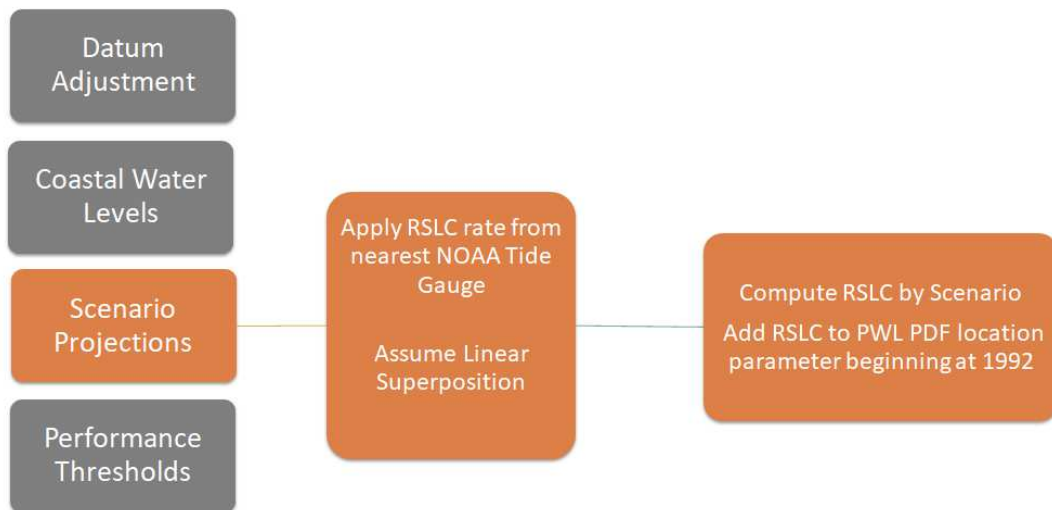 Datum
Adjustment
Coastal Water
Levels
Scenario
Projections
Performance
Thresholds
Apply RSLC rate from
nearest NOAA Tide
Gauge
Assume Linear
Superposition
Compute RSLC by Scenario
Add RSLC to PWL PDF location
parameter beginning at 1992